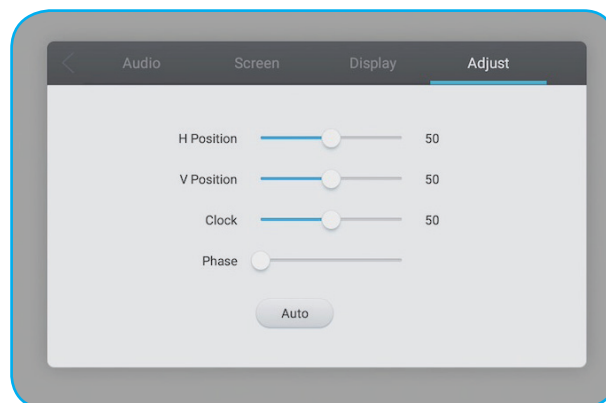 Audio Screen Display Adjust
H Position 50
V Position 50
Clock 50
Phase
Auto